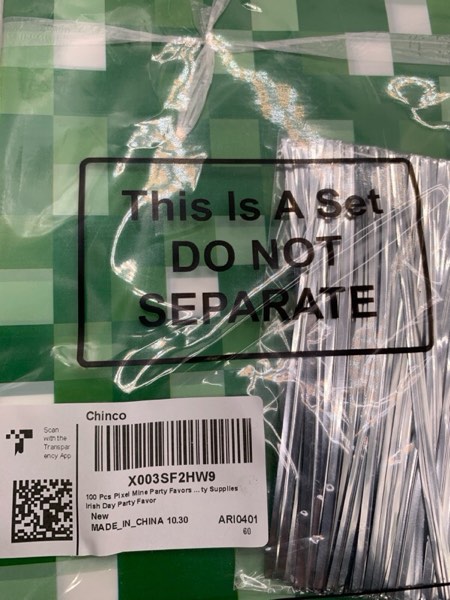 This Is A Set
DO NOT
SEPARATE
Scan
with the
Transpar
ency App
Chinco
X003SF2HW9
100 Pcs Pixel Mine Party Favors ... ty Supplies
Irish Day Party Favor
New
MADE_IN_CHINA 10.30
ARI0401
60